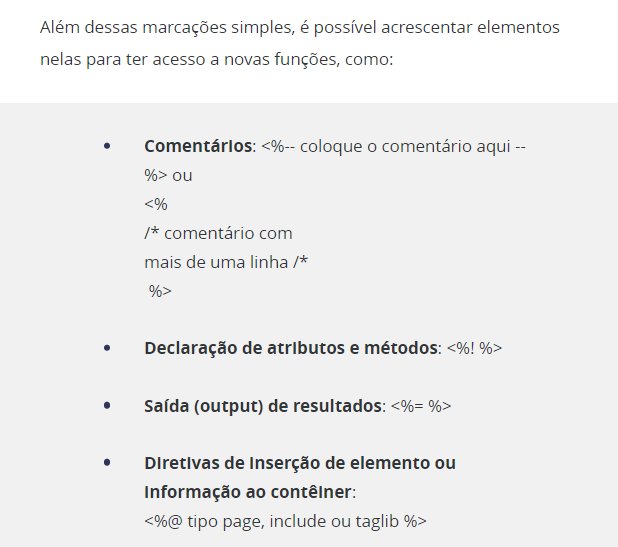 Além dessas marcações simples, é possível acrescentar elementos
nelas para ter acesso a novas funções, como:
• Comentários: <%-- coloque o comentário aqui --
%> ou
<%
/* comentário com
mais de uma linha /*
%>
• Declaração de atributos e métodos: <%! %>
• Saída (output) de resultados: <%= %>
• Diretivas de inserção de elemento ou
informação ao contêiner:
<%@ tipo page, include ou taglib %>